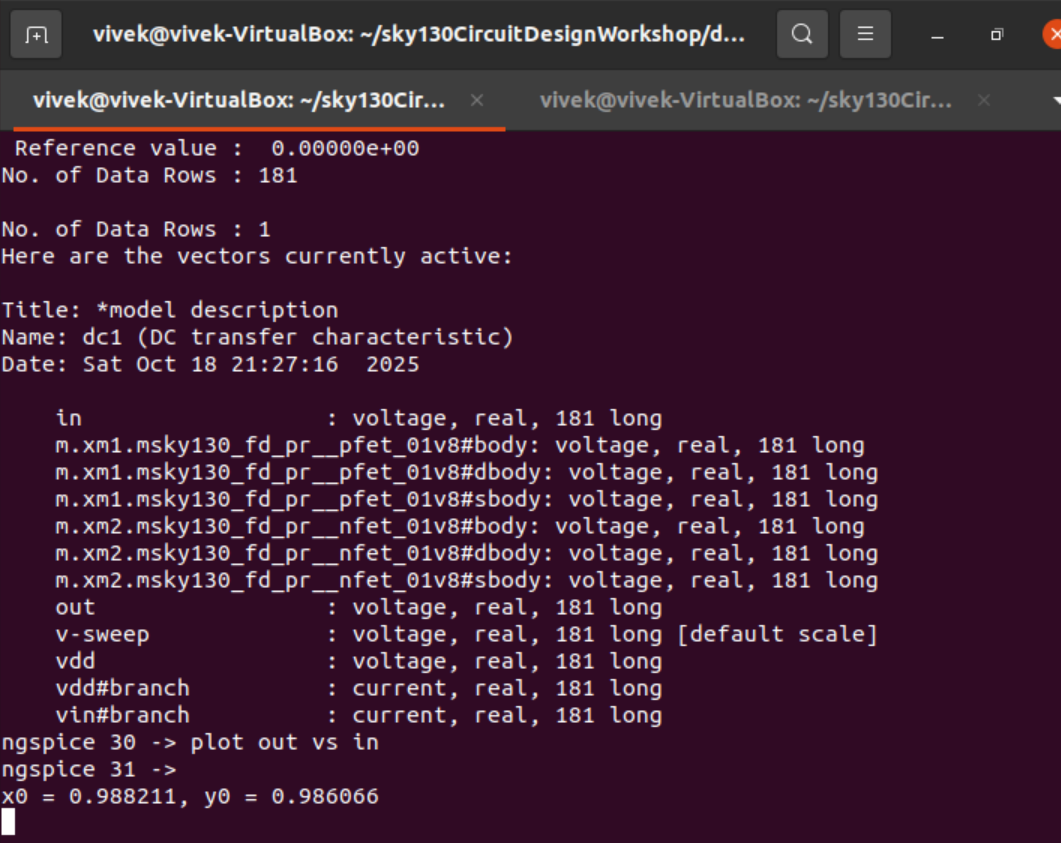 vivek@vivek-VirtualBox: ~/sky130CircuitDesignWorkshop/d...
vivek@vivek-VirtualBox: ~/sky130Cir...
vivek@vivek-VirtualBox: ~/sky130Cir...
Reference value :  0.00000e+00
No. of Data Rows : 181
No. of Data Rows : 1
Here are the vectors currently active:
Title: *model description
Name: dc1 (DC transfer characteristic)
Date: Sat Oct 18 21:27:16  2025
in                  : voltage, real, 181 long
m.xm1.msky130_fd_pr__pfet_01v8#body: voltage, real, 181 long
m.xm1.msky130_fd_pr__pfet_01v8#dbody: voltage, real, 181 long
m.xm1.msky130_fd_pr__pfet_01v8#sbody: voltage, real, 181 long
m.xm2.msky130_fd_pr__nfet_01v8#body: voltage, real, 181 long
m.xm2.msky130_fd_pr__nfet_01v8#dbody: voltage, real, 181 long
m.xm2.msky130_fd_pr__nfet_01v8#sbody: voltage, real, 181 long
out                 : voltage, real, 181 long
v-sweep             : voltage, real, 181 long [default scale]
vdd                 : voltage, real, 181 long
vdd#branch          : current, real, 181 long
vin#branch          : current, real, 181 long
ngspice 30 -> plot out vs in
ngspice 31 ->
x0 = 0.988211, y0 = 0.986066